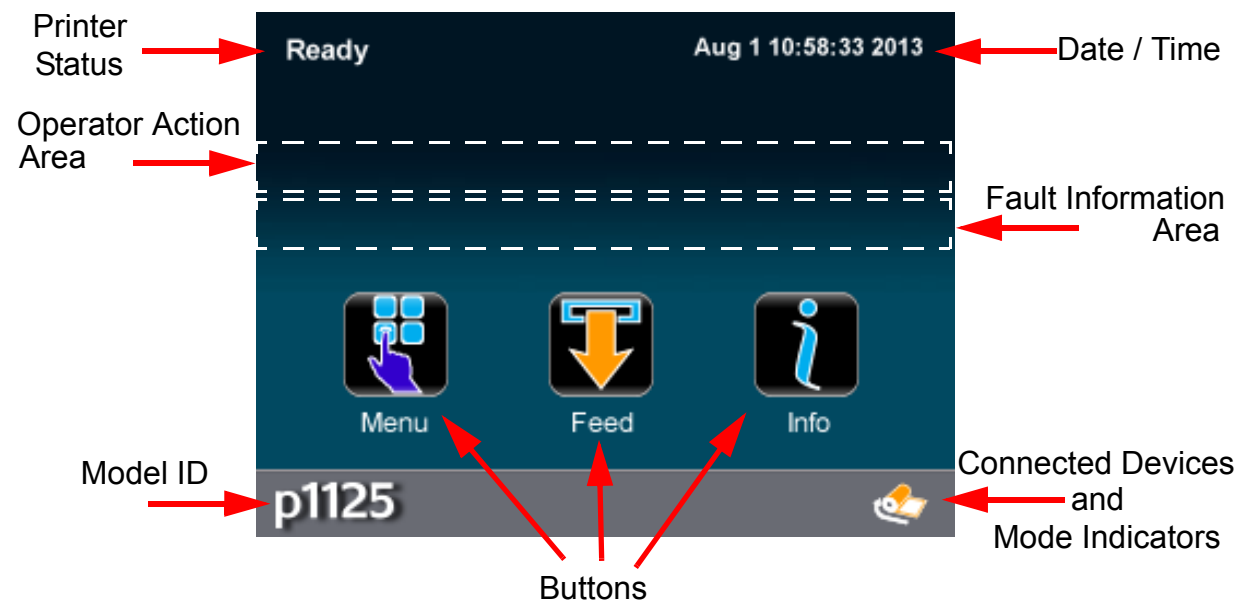 Printer
Status
Ready
Aug 1 10:58:33 2013
Date / Time
Operator Action
Area
Fault Information
Area
Menu
Feed
Info
Model ID
p1125
Connected Devices
and
Mode Indicators
Buttons